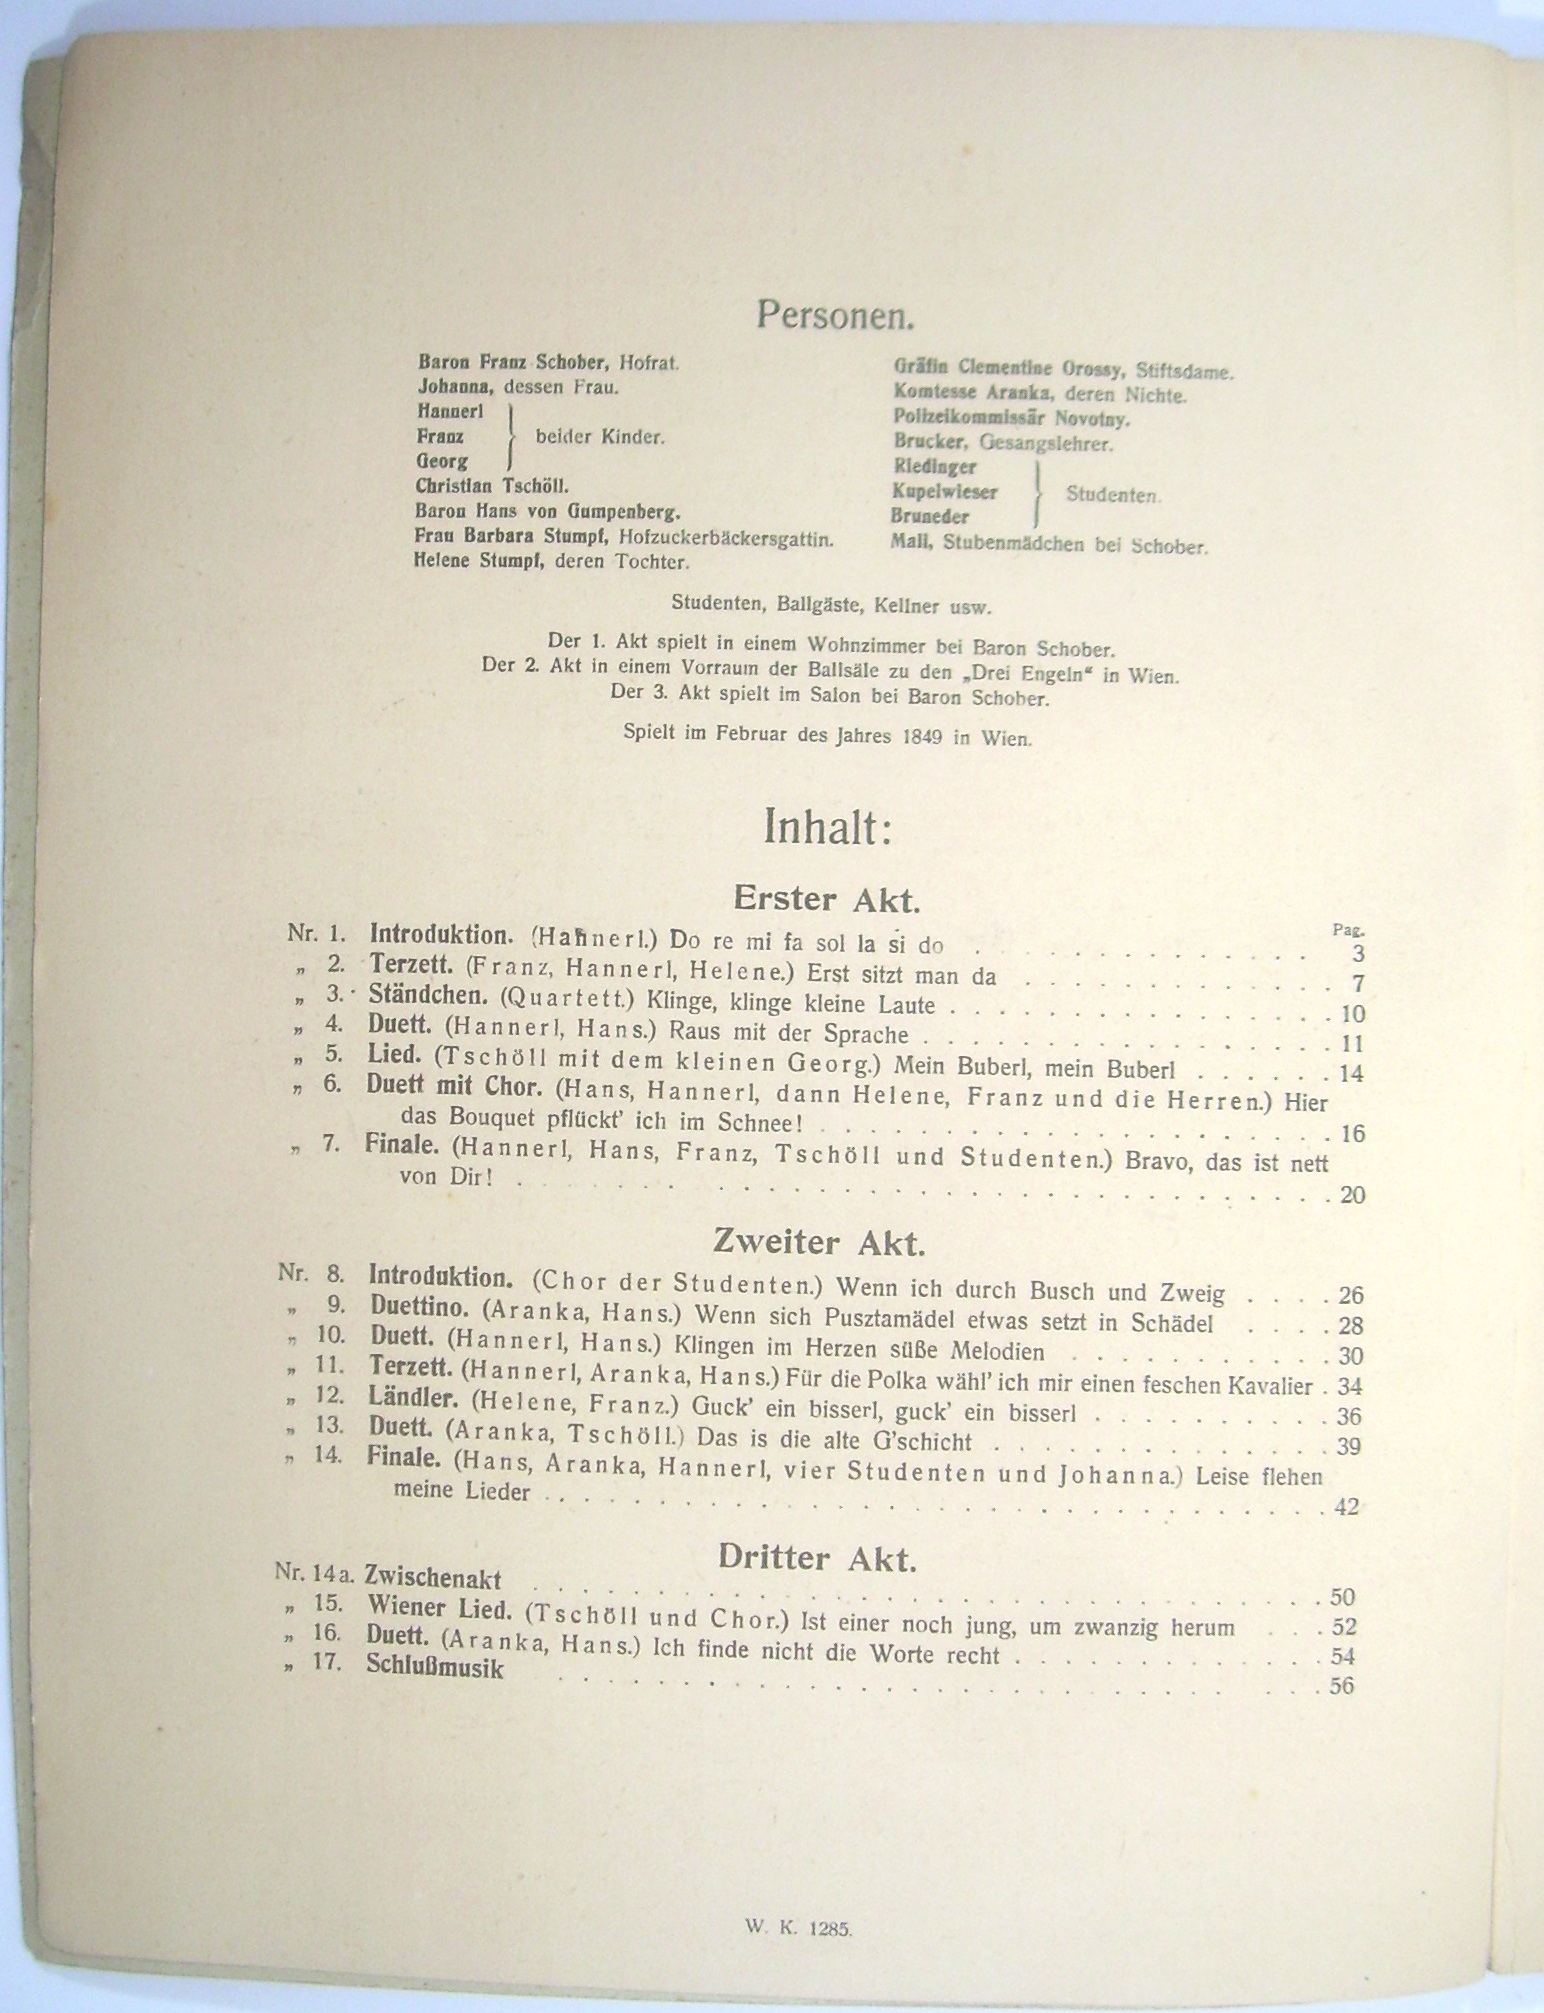 Personen.
Baron Franz Schober, Hofrat.
Johanna, dessen Frau.
Hannerl
Franz
Georg
beider Kinder.
Christian Tschöll.
Baron Hans von Gumpenberg.
Frau Barbara Stumpf, Hofzuckerbäckersgattin.
Helene Stumpf, deren Tochter.
Gräfin Clementine Orossy, Stiftsdame.
Komtesse Aranka, deren Nichte.
Polizeikommissär Novotny.
Brucker, Gesangslehrer.
Riedinger
Kupelwieser
Bruneder
Studenten.
Mali, Stubenmädchen bei Schober.
Studenten, Ballgäste, Kellner usw.
Der 1. Akt spielt in einem Wohnzimmer bei Baron Schober.
Der 2. Akt in einem Vorraum der Ballsäle zu den „Drei Engeln“ in Wien.
Der 3. Akt spielt im Salon bei Baron Schober.
Spielt im Februar des Jahres 1849 in Wien.
Inhalt:
Erster Akt.
Pag.
Nr. 1. Introduktion. (Hannerl.) Do re mi fa sol la si do . . . . . . . . . . . . 3
„ 2. Terzett. (Franz, Hannerl, Helene.) Erst sitzt man da . . . . . . . . . . . . 7
„ 3. Ständchen. (Quartett.) Klinge, klinge kleine Laute . . . . . . . . . . . . . . . 10
„ 4. Duett. (Hannerl, Hans.) Raus mit der Sprache . . . . . . . . . . . . . . . . 11
„ 5. Lied. (Tschöll mit dem kleinen Georg.) Mein Buberl, mein Buberl . . . . . . 14
„ 6. Duett mit Chor. (Hans, Hannerl, dann Helene, Franz und die Herren.) Hier
das Bouquet pflückt’ ich im Schnee! . . . . . . . . . . . . . . . . . . . . 16
„ 7. Finale. (Hannerl, Hans, Franz, Tschöll und Studenten.) Bravo, das ist nett
von Dir! . . . . . . . . . . . . . . . . . . . . . . . . . . . . . . 20
Zweiter Akt.
Nr. 8. Introduktion. (Chor der Studenten.) Wenn ich durch Busch und Zweig . . . . 26
„ 9. Duettino. (Aranka, Hans.) Wenn sich Pusztamädel etwas setzt in Schädel . . . . 28
„ 10. Duett. (Hannerl, Hans.) Klingen im Herzen süße Melodien . . . . . . . . . . . 30
„ 11. Terzett. (Hannerl, Aranka, Hans.) Für die Polka wähl’ ich mir einen feschen Kavalier . 34
„ 12. Ländler. (Helene, Franz.) Guck’ ein bisserl, guck’ ein bisserl . . . . . . . . . . 36
„ 13. Duett. (Aranka, Tschöll.) Das is die alte G’schicht . . . . . . . . . . . . . . 39
„ 14. Finale. (Hans, Aranka, Hannerl, vier Studenten und Johanna.) Leise flehen
meine Lieder . . . . . . . . . . . . . . . . . . . . . . . . . . . . . . . 42
Dritter Akt.
Nr. 14a. Zwischenakt . . . . . . . . . . . . . . . . . . . . . . . . . . . . . . . 50
„ 15. Wiener Lied. (Tschöll und Chor.) Ist einer noch jung, um zwanzig herum . . . 52
„ 16. Duett. (Aranka, Hans.) Ich finde nicht die Worte recht . . . . . . . . . . . . . 54
„ 17. Schlußmusik . . . . . . . . . . . . . . . . . . . . . . . . . . . . . . 56
W. K. 1285.